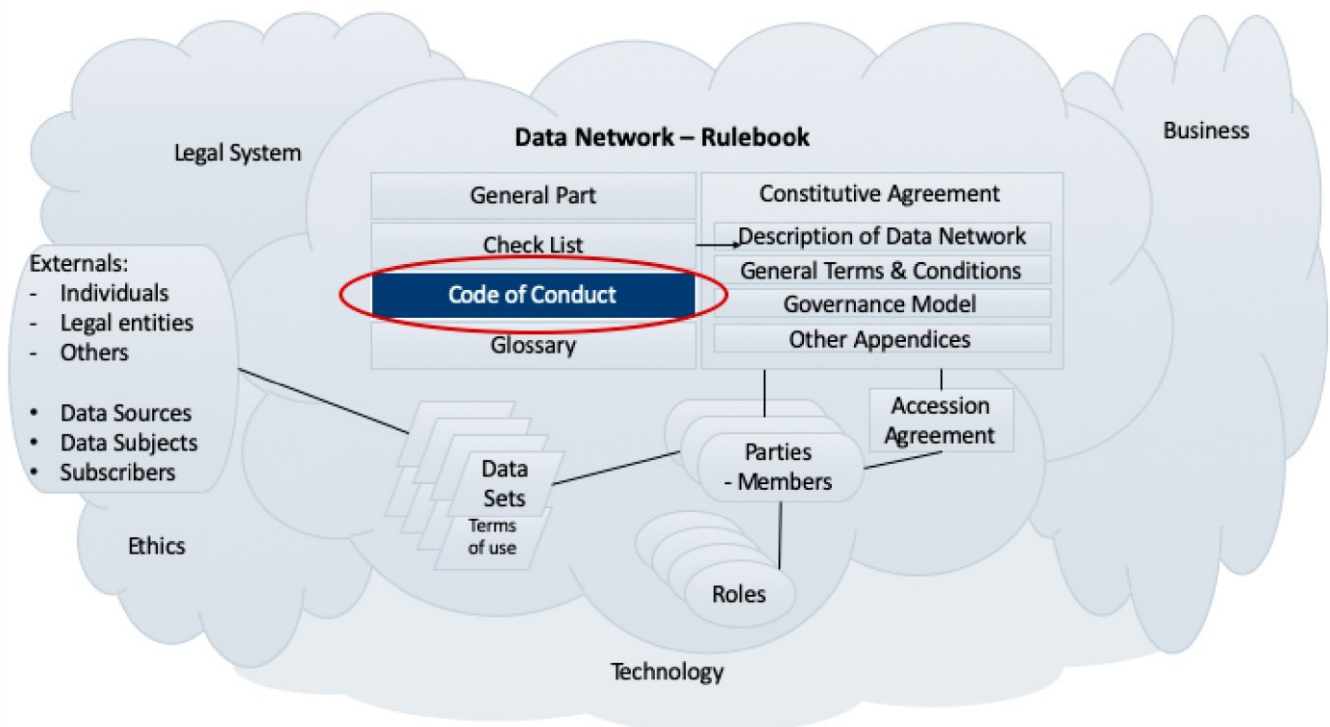 Data Network – Rulebook
Legal System
Business
General Part
Check List
Code of Conduct
Glossary
Constitutive Agreement
Description of Data Network
General Terms & Conditions
Governance Model
Other Appendices
Externals:
- Individuals
- Legal entities
- Others
• Data Sources
• Data Subjects
• Subscribers
Accession
Agreement
Parties
- Members
Data
Sets
Terms
of use
Ethics
Roles
Technology